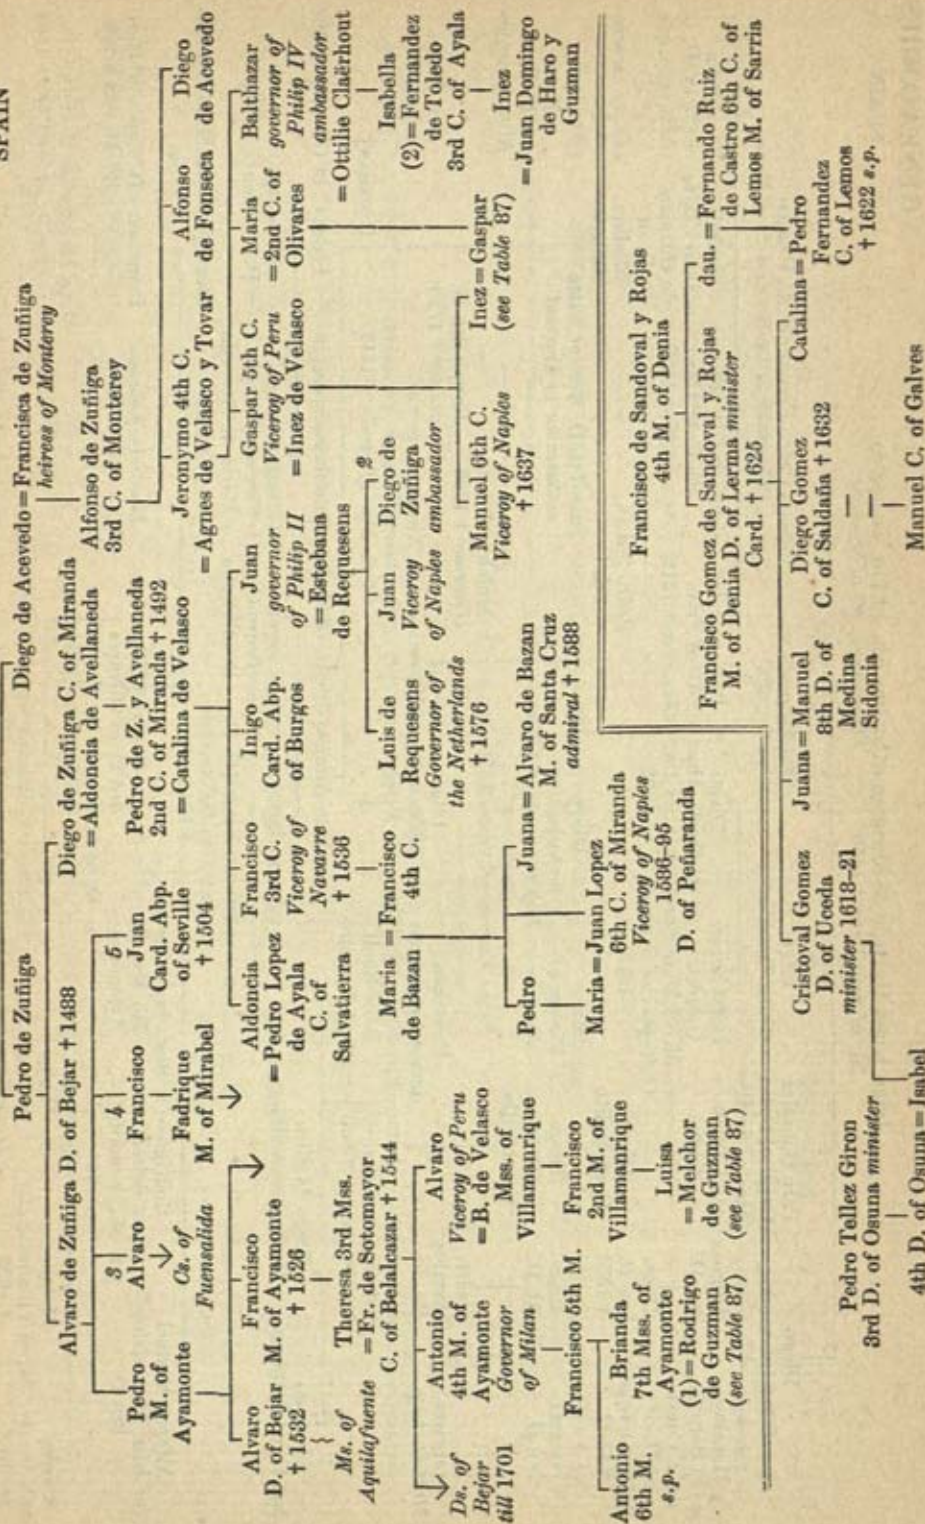 SPAIN
Pedro de Zuñiga
Diego de Acevedo = Francisca de Zuñiga
heiress of Monterey
Alvaro de Zuñiga D. of Bejar † 1488
Diego de Zuñiga C. of Miranda
= Aldoncia de Avellaneda
Alfonso de Zuñiga
3rd C. of Monterey
Pedro
M. of
Ayamonte
3
Alvaro
Cs. of
Fuensalida
4
Francisco
Fadrique
M. of Mirabel
5
Juan
Card. Abp.
of Seville
† 1504
Pedro de Z. y Avellaneda
2nd C. of Miranda † 1492
= Catalina de Velasco
Jeronymo 4th C.
= Agnes de Velasco y Tovar
Alfonso
de Fonseca
Diego
de Acevedo
Alvaro
D. of Bejar
† 1532
Ms. of
Aquilafuente
Francisco
M. of Ayamonte
† 1526
Theresa 3rd Mss.
= Fr. de Sotomayor
C. of Belalcazar † 1544
Aldoncia
= Pedro Lopez
de Ayala
C. of
Salvatierra
Francisco
3rd C.
Viceroy of
Navarre
† 1536
Inigo
Card. Abp.
of Burgos
Juan
governor
of Philip II
= Estebana
de Requesens
Gaspar 5th C.
Viceroy of Peru
= Inez de Velasco
Maria
= 2nd C. of
Olivares
Balthazar
governor of
Philip IV
ambassador
= Ottilie Claërhout
Isabella
(2) = Fernandez
de Toledo
3rd C. of Ayala
Inez
= Juan Domingo
de Haro y
Guzman
Maria = Francisco
de Bazan 4th C.
Luis de
Requesens
Governor of
the Netherlands
† 1576
Juan
Viceroy
of Naples
2
Diego de
Zuñiga
ambassador
Manuel 6th C.
Viceroy of Naples
† 1637
Inez = Gaspar
(see Table 87)
Ds. of
Bejar
till 1701
Antonio
4th M. of
Ayamonte
Governor
of Milan
Alvaro
Viceroy of Peru
= B. de Velasco
Mss. of
Villamanrique
Pedro
Juana = Alvaro de Bazan
M. of Santa Cruz
admiral † 1588
Maria = Juan Lopez
6th C. of Miranda
Viceroy of Naples
1586–95
D. of Peñaranda
Francisco 5th M.
Francisco
2nd M. of
Villamanrique
Antonio
6th M.
s.p.
Brianda
7th Mss. of
Ayamonte
(1) = Rodrigo
de Guzman
(see Table 87)
Luisa
= Melchor
de Guzman
(see Table 87)
Francisco de Sandoval y Rojas
4th M. of Denia
Francisco Gomez de Sandoval y Rojas
M. of Denia D. of Lerma minister
Card. † 1625
dau. = Fernando Ruiz
de Castro 6th C. of
Lemos M. of Sarria
Cristoval Gomez
D. of Uceda
minister 1618–21
Juana = Manuel
8th D. of
Medina
Sidonia
Diego Gomez
C. of Saldaña † 1632
—
—
Manuel C. of Galves
Catalina = Pedro
Fernandez
C. of Lemos
† 1622 s.p.
Pedro Tellez Giron
3rd D. of Osuna minister
4th D. of Osuna = Isabel